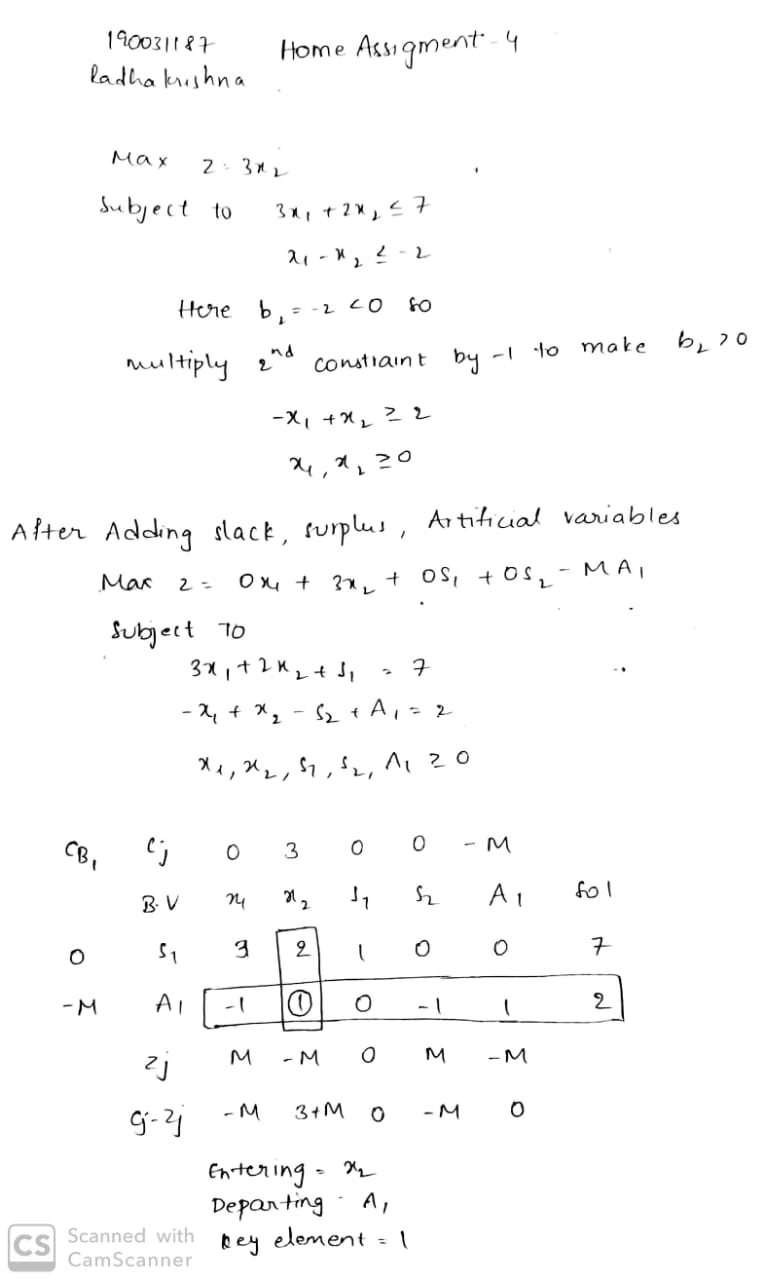 190031187 Home Assigment - 4
Radha krishna
Max z = 3x₂
Subject to 3x₁ + 2x₂ ≤ 7
x₁ - x₂ ≤ -2
Here b₂ = -2 < 0 so
multiply 2nd constraint by -1 to make b₂ > 0
-x₁ + x₂ ≥ 2
x₁, x₂ ≥ 0
After Adding slack, surplus, Artificial variables
Max z = 0x₁ + 3x₂ + 0S₁ + 0S₂ - MA₁
Subject TO
3x₁ + 2x₂ + S₁ = 7
-x₁ + x₂ - S₂ + A₁ = 2
x₁, x₂, S₁, S₂, A₁ ≥ 0
CB₁ Cj 0 3 0 0 -M
B.V x₁ x₂ S₁ S₂ A₁ Sol
0 S₁ 3 2 1 0 0 7
-M A₁ -1 1 0 -1 1 2
Zj M -M 0 M -M
Cj-Zj -M 3+M 0 -M 0
Entering = x₂
Departing - A₁
Key element = 1
CS Scanned with
CamScanner